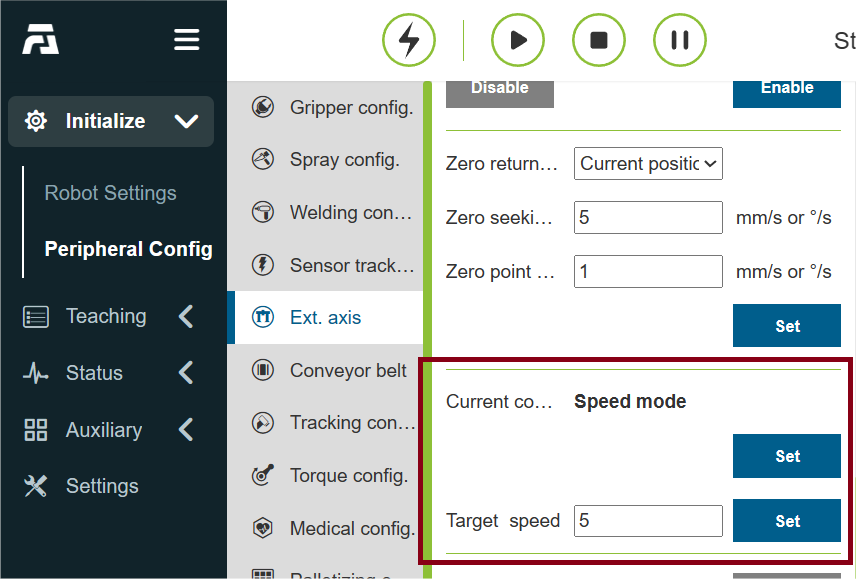 St
Initialize
Robot Settings
Peripheral Config
Teaching
Status
Auxiliary
Settings
Gripper config.
Spray config.
Welding con…
Sensor track…
Ext. axis
Conveyor belt
Tracking con…
Torque config.
Medical config.
Disable Enable
Zero return… Current positic
Zero seeki… 5 mm/s or °/s
Zero point … 1 mm/s or °/s
Set
Current co… Speed mode
Set
Target speed 5 Set